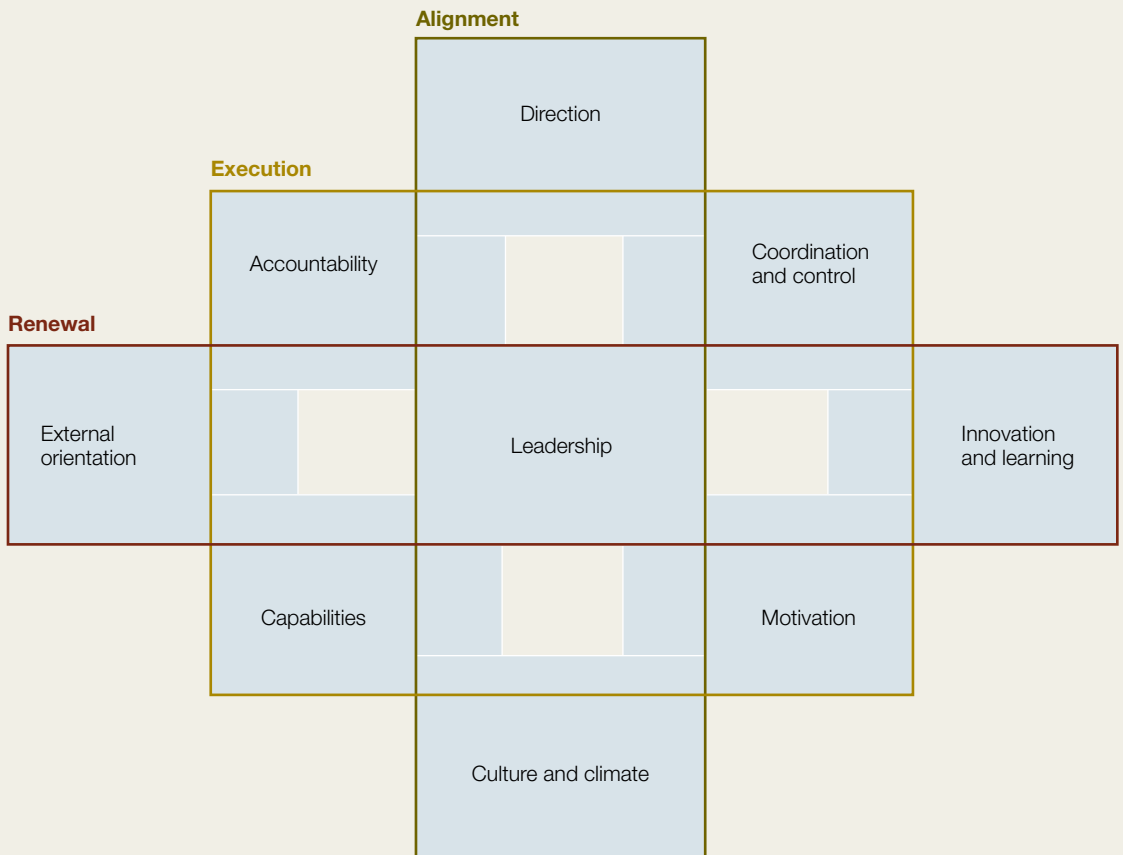 Alignment
Direction
Execution
Accountability
Coordination
and control
Renewal
External
orientation
Leadership
Innovation
and learning
Capabilities
Motivation
Culture and climate